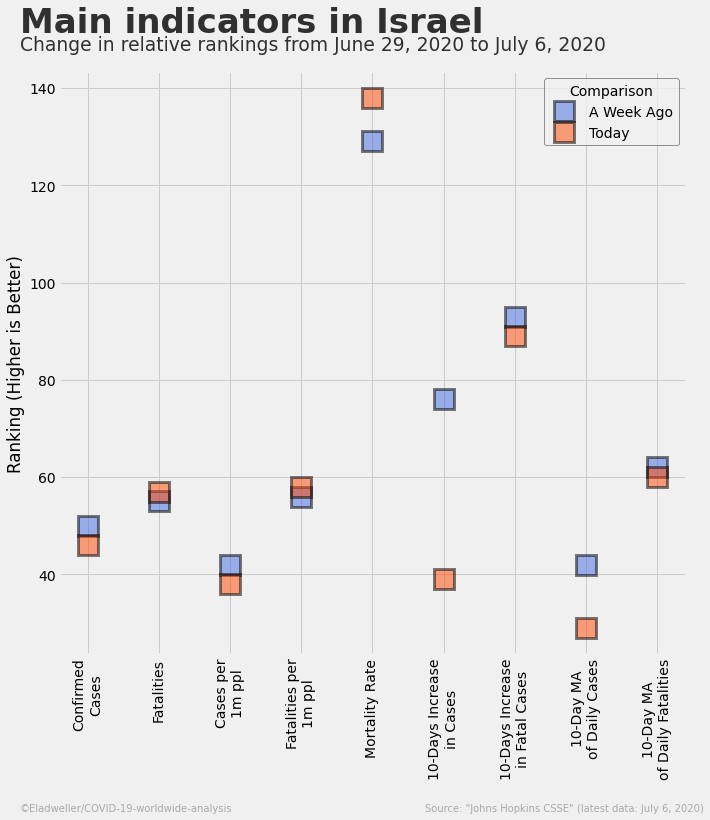 Main indicators in Israel
Change in relative rankings from June 29, 2020 to July 6, 2020
Comparison
A Week Ago
Today
Ranking (Higher is Better)
140
120
100
80
60
40
Confirmed
Cases
Fatalities
Cases per
1m ppl
Fatalities per
1m ppl
Mortality Rate
10-Days Increase
in Cases
10-Days Increase
in Fatal Cases
10-Day MA
of Daily Cases
10-Day MA
of Daily Fatalities
©Eladweller/COVID-19-worldwide-analysis
Source: "Johns Hopkins CSSE" (latest data: July 6, 2020)